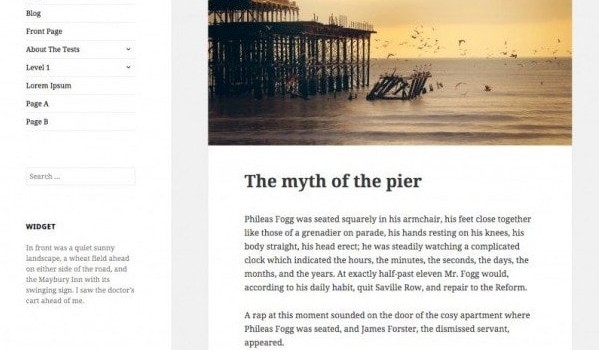 Blog
Front Page
About The Tests
Level 1
Lorem Ipsum
Page A
Page B
Search ...
WIDGET
In front was a quiet sunny
landscape, a wheat field ahead
on either side of the road, and
the Maybury Inn with its
swinging sign. I saw the doctor's
cart ahead of me.
The myth of the pier
Phileas Fogg was seated squarely in his armchair, his feet close together
like those of a grenadier on parade, his hands resting on his knees, his
body straight, his head erect; he was steadily watching a complicated
clock which indicated the hours, the minutes, the seconds, the days, the
months, and the years. At exactly half-past eleven Mr. Fogg would,
according to his daily habit, quit Saville Row, and repair to the Reform.
A rap at this moment sounded on the door of the cosy apartment where
Phileas Fogg was seated, and James Forster, the dismissed servant,
appeared.